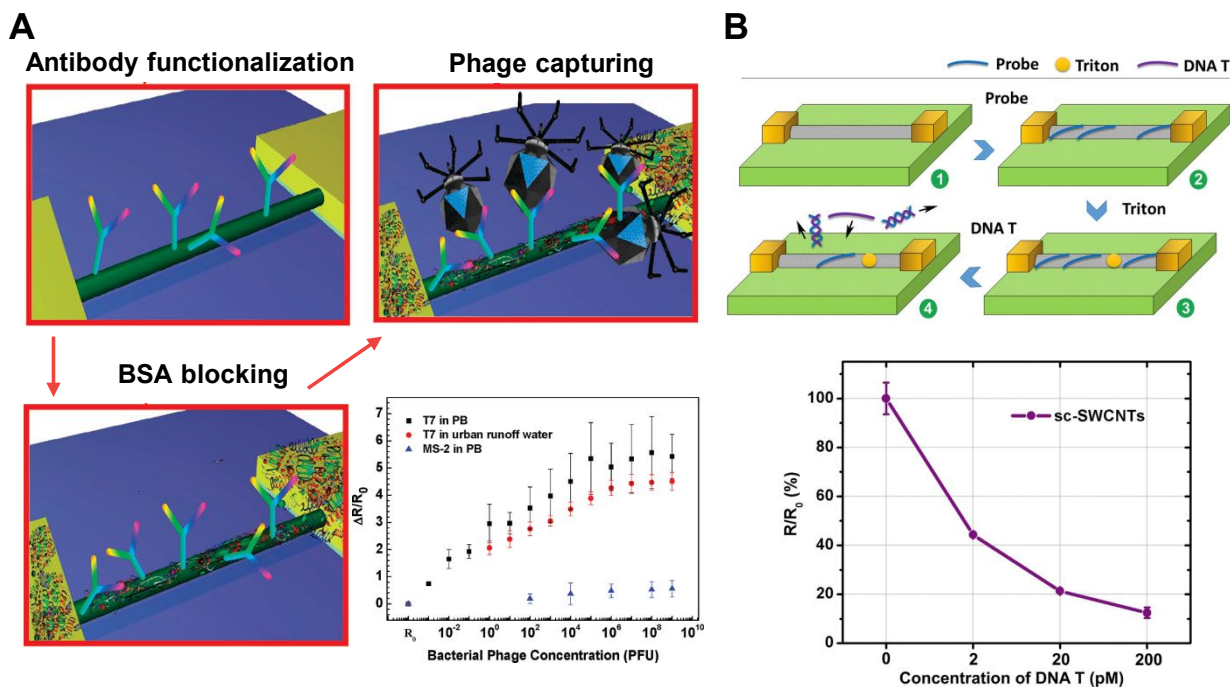 A
Antibody functionalization
Phage capturing
BSA blocking
T7 in PB
T7 in urban runoff water
MS-2 in PB
ΔR/R₀
7
6
5
4
3
2
1
0
R₀
10⁻² 10⁰ 10² 10⁴ 10⁶ 10⁸ 10¹⁰
Bacterial Phage Concentration (PFU)
B
Probe Triton DNA T
Probe
1
2
Triton
DNA T
4
3
sc-SWCNTs
R/R₀ (%)
100
80
60
40
20
0
0 2 20 200
Concentration of DNA T (pM)